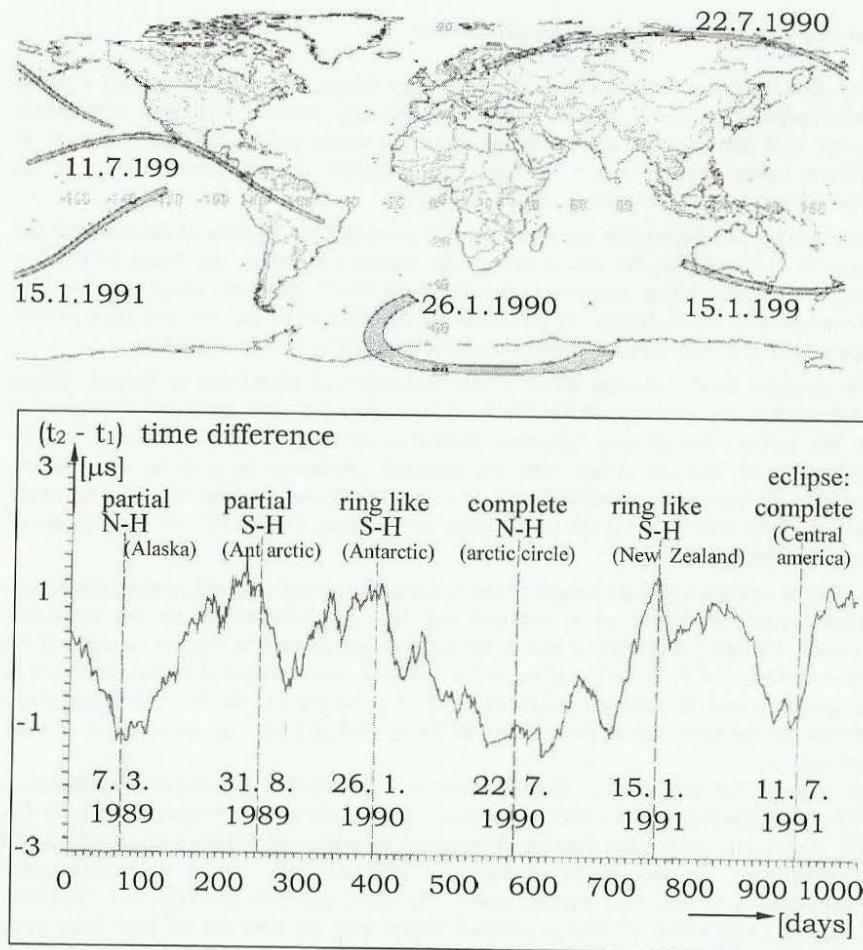 22.7.1990
11.7.199
15.1.1991
26.1.1990
15.1.199
(t₂ - t₁) time difference
[µs]
3
1
-1
-3
partial
N-H
(Alaska)
partial
S-H
(Ant arctic)
ring like
S-H
(Antarctic)
complete
N-H
(arctic circle)
ring like
S-H
(New Zealand)
eclipse:
complete
(Central
america)
7. 3.
1989
31. 8.
1989
26. 1.
1990
22. 7.
1990
15. 1.
1991
11. 7.
1991
0 100 200 300 400 500 600 700 800 900 1000
[days]